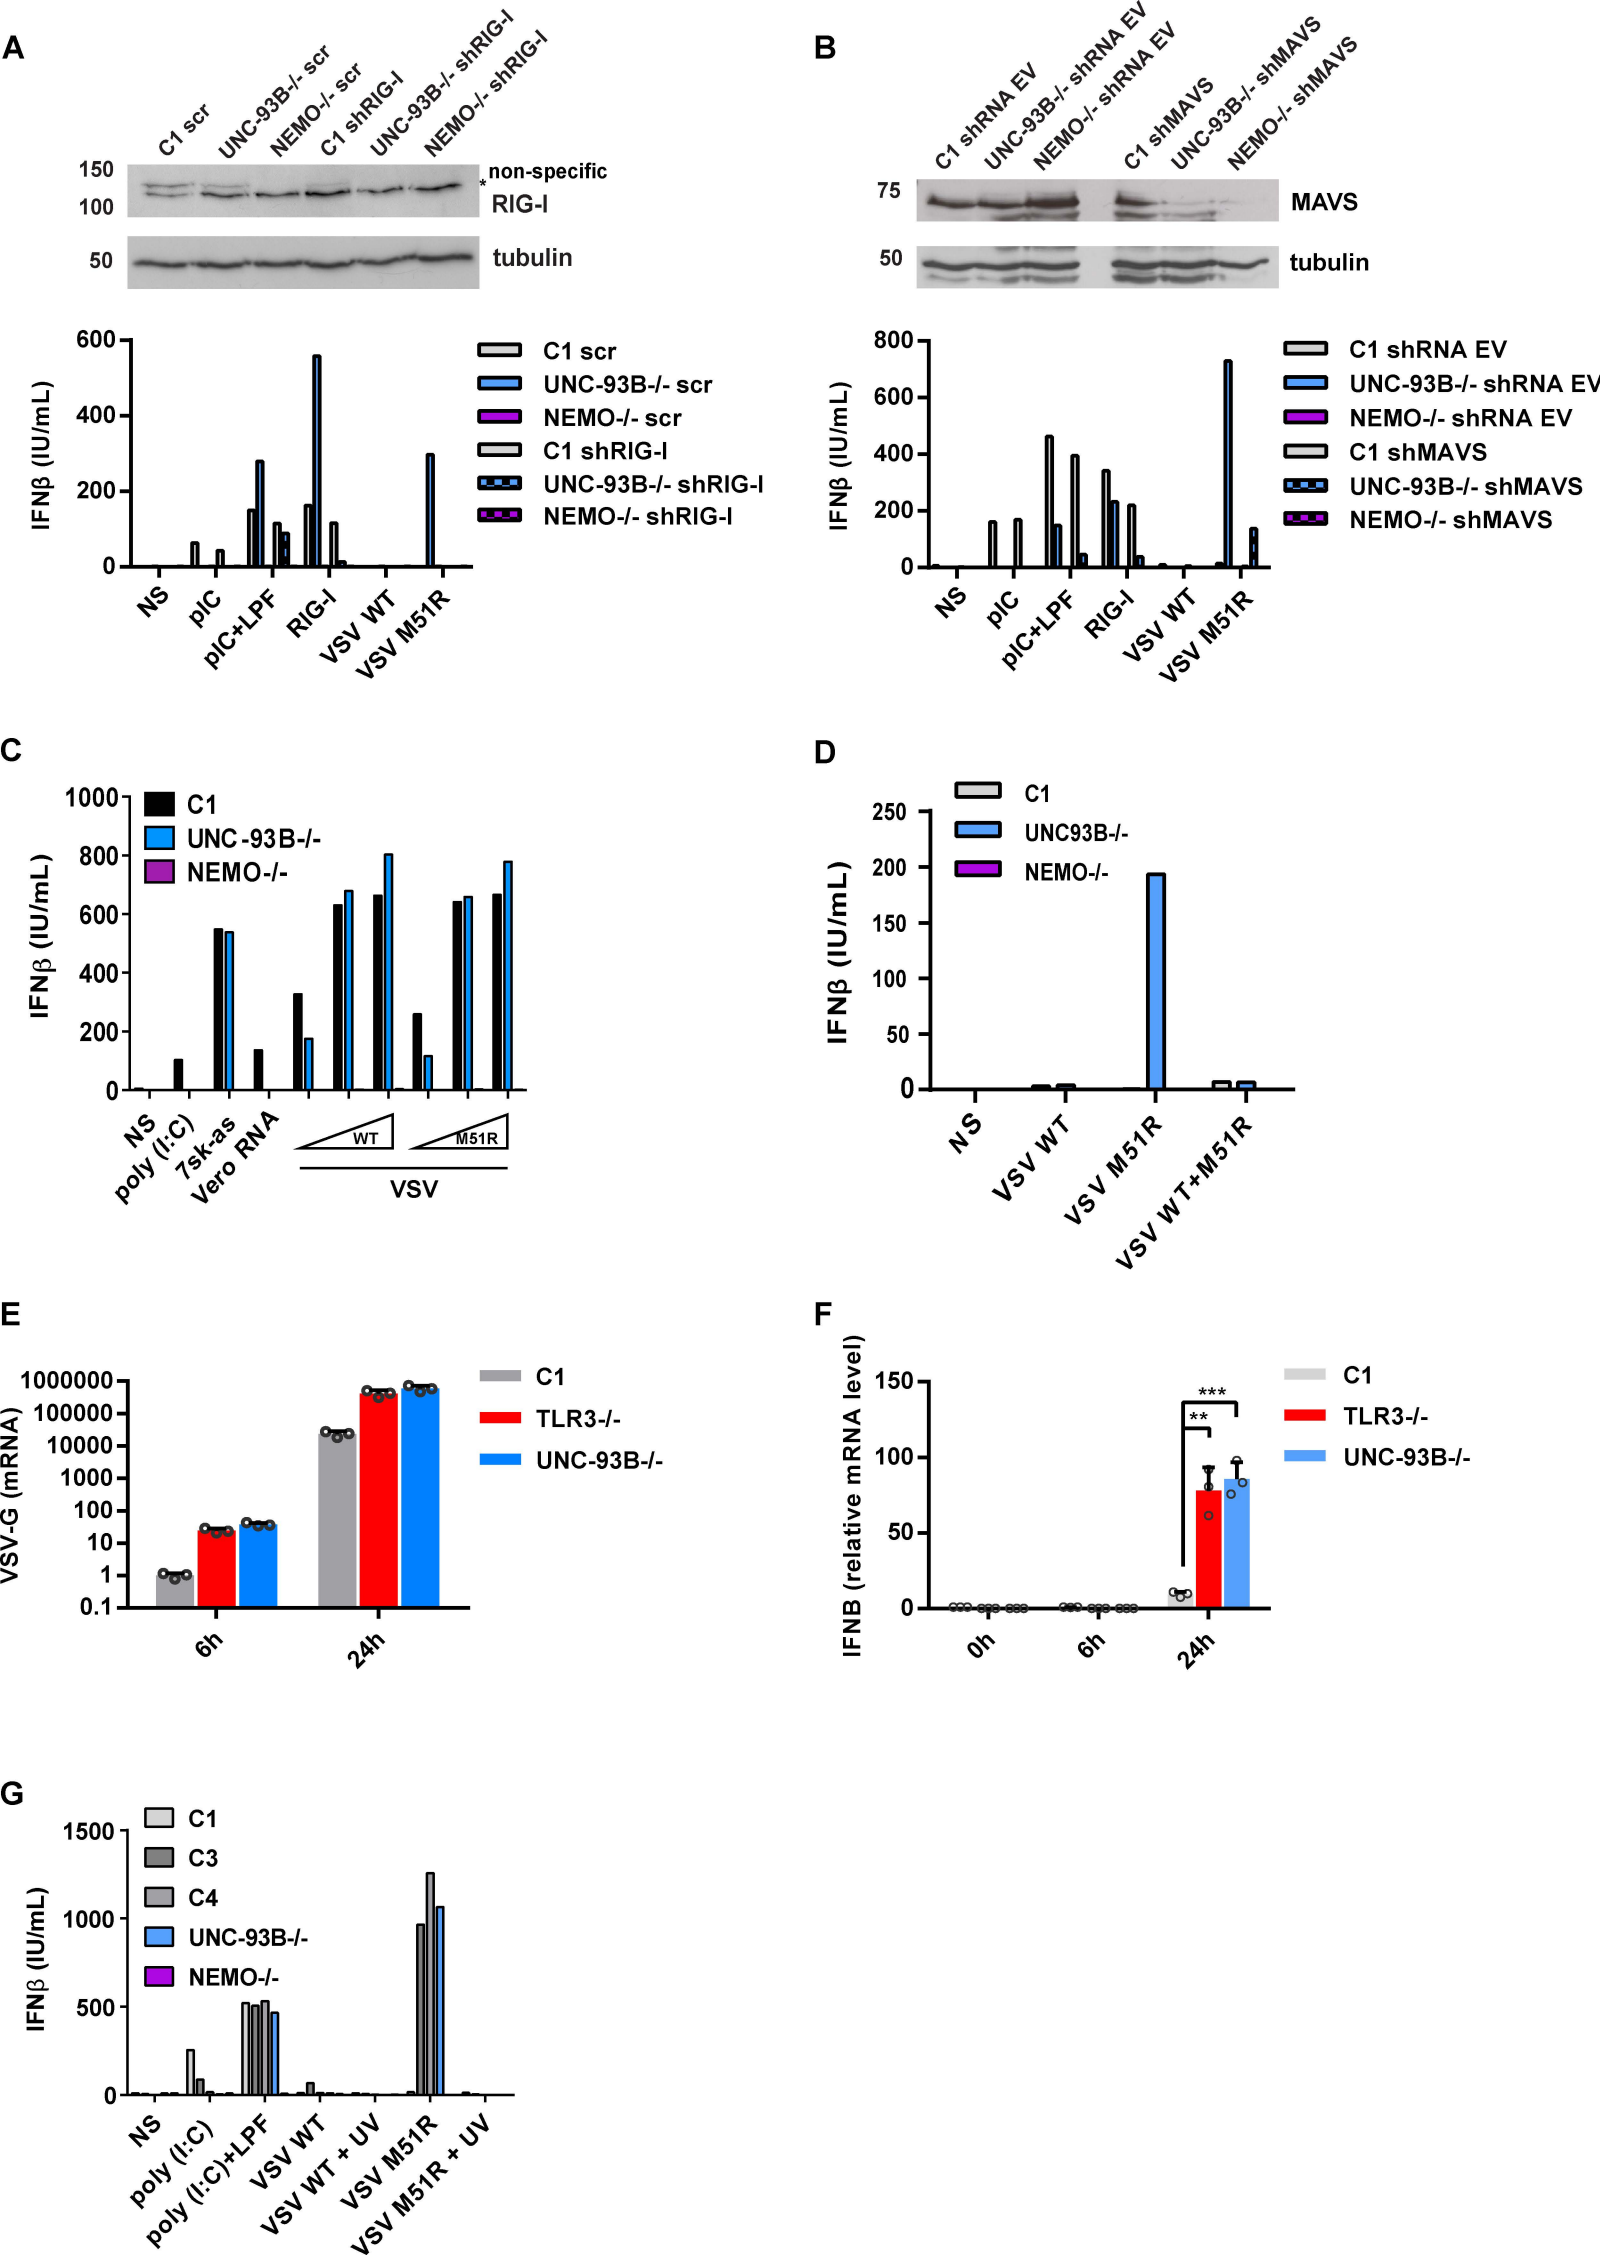 A
C1 scr
UNC-93B-/- scr
NEMO-/- scr
C1 shRIG-I
UNC-93B-/- shRIG-I
NEMO-/- shRIG-I
150
100
* non-specific
RIG-I
50
tubulin
IFNβ (IU/mL)
600
400
200
0
NS
pIC
pIC+LPF
RIG-I
VSV WT
VSV M51R
C1 scr
UNC-93B-/- scr
NEMO-/- scr
C1 shRIG-I
UNC-93B-/- shRIG-I
NEMO-/- shRIG-I
B
C1 shRNA EV
UNC-93B-/- shRNA EV
NEMO-/- shRNA EV
C1 shMAVS
UNC-93B-/- shMAVS
NEMO-/- shMAVS
75
MAVS
50
tubulin
IFNβ (IU/mL)
800
600
400
200
0
NS
pIC
pIC+LPF
RIG-I
VSV WT
VSV M51R
C1 shRNA EV
UNC-93B-/- shRNA EV
NEMO-/- shRNA EV
C1 shMAVS
UNC-93B-/- shMAVS
NEMO-/- shMAVS
C
IFNβ (IU/mL)
1000
800
600
400
200
0
C1
UNC-93B-/-
NEMO-/-
NS
poly (I:C)
7sk-as
Vero RNA
WT
M51R
VSV
D
IFNβ (IU/mL)
250
200
150
100
50
0
C1
UNC93B-/-
NEMO-/-
NS
VSV WT
VSV M51R
VSV WT+M51R
E
VSV-G (mRNA)
1000000
100000
10000
1000
100
10
1
0.1
6h
24h
C1
TLR3-/-
UNC-93B-/-
F
IFNB (relative mRNA level)
150
100
50
0
***
**
0h
6h
24h
C1
TLR3-/-
UNC-93B-/-
G
IFNβ (IU/mL)
1500
1000
500
0
C1
C3
C4
UNC-93B-/-
NEMO-/-
NS
poly (I:C)
poly (I:C)+LPF
VSV WT
VSV WT + UV
VSV M51R
VSV M51R + UV